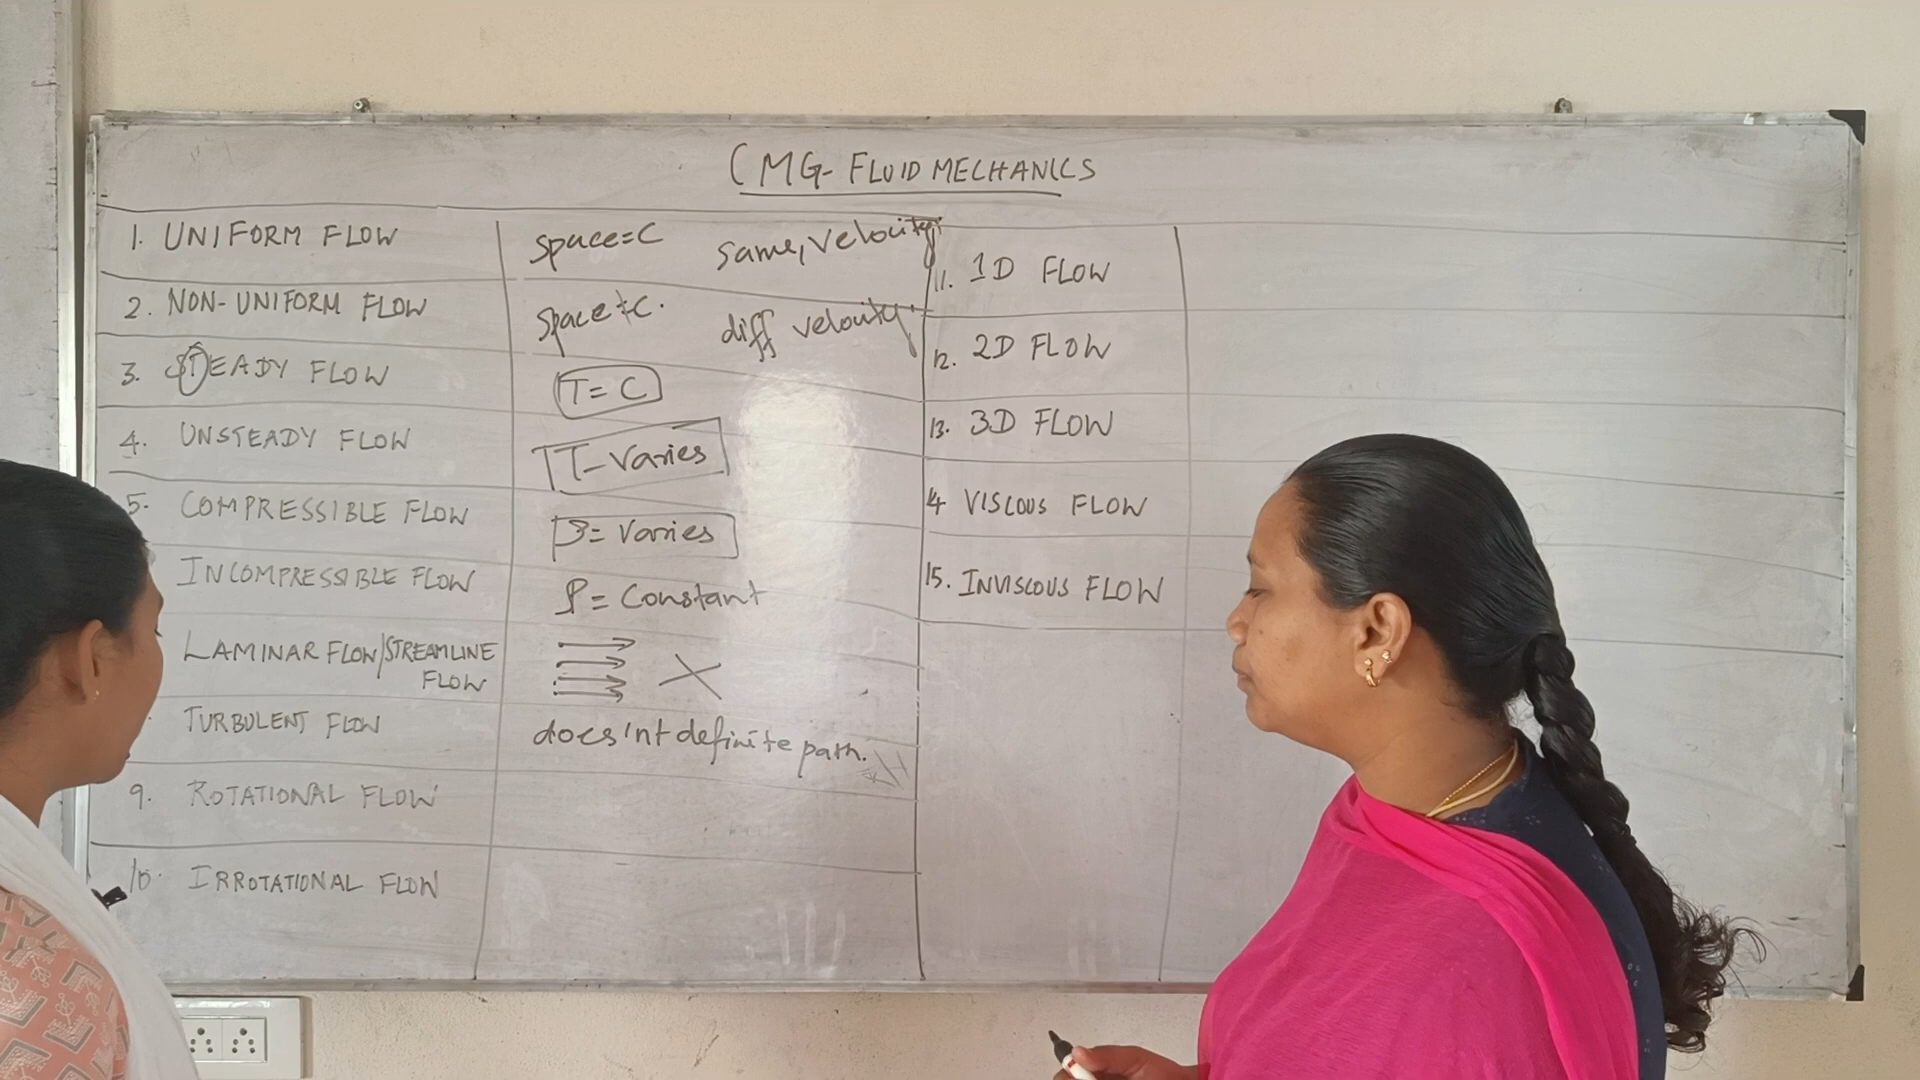 CMG- FLUID MECHANICS
1. UNIFORM FLOW
space=C same, velocity
2. NON-UNIFORM FLOW
space≠C. diff velocity.
3. STEADY FLOW
T= C
4. UNSTEADY FLOW
T-varies
5. COMPRESSIBLE FLOW
ρ= varies
INCOMPRESSIBLE FLOW
ρ= Constant
LAMINAR FLOW/STREAMLINE
FLOW
TURBULENT FLOW
does'nt definite path.
9. ROTATIONAL FLOW
10. IRROTATIONAL FLOW
11. 1D FLOW
12. 2D FLOW
13. 3D FLOW
14 VISCOUS FLOW
15. INVISCOUS FLOW